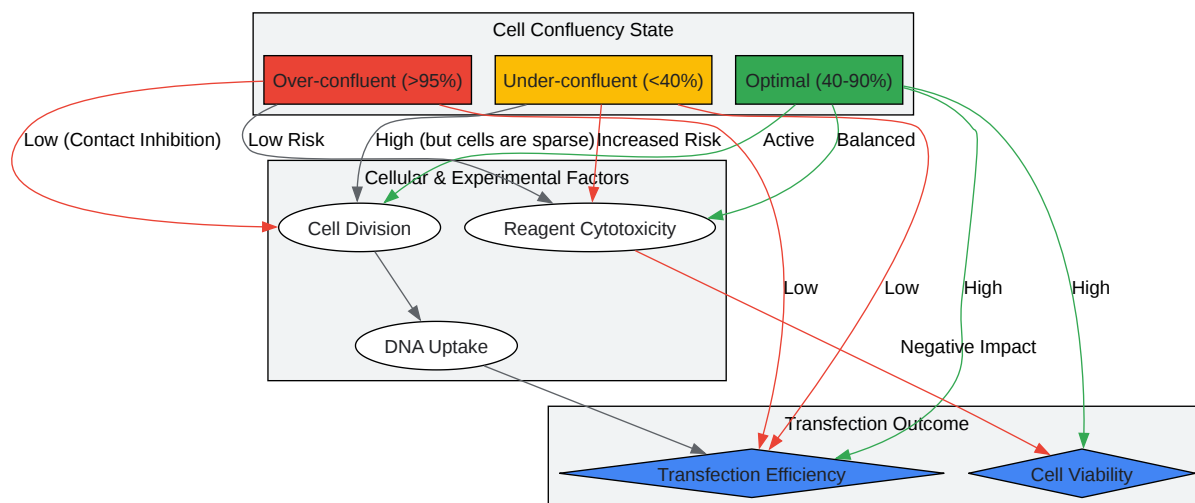 Cell Confluency State
Over-confluent (>95%)
Under-confluent (<40%)
Optimal (40-90%)
Low (Contact Inhibition)
Low Risk
High (but cells are sparse)
Increased Risk
Active
Balanced
Cellular & Experimental Factors
Cell Division
Reagent Cytotoxicity
Low
Low
High
High
DNA Uptake
Negative Impact
Transfection Outcome
Transfection Efficiency
Cell Viability